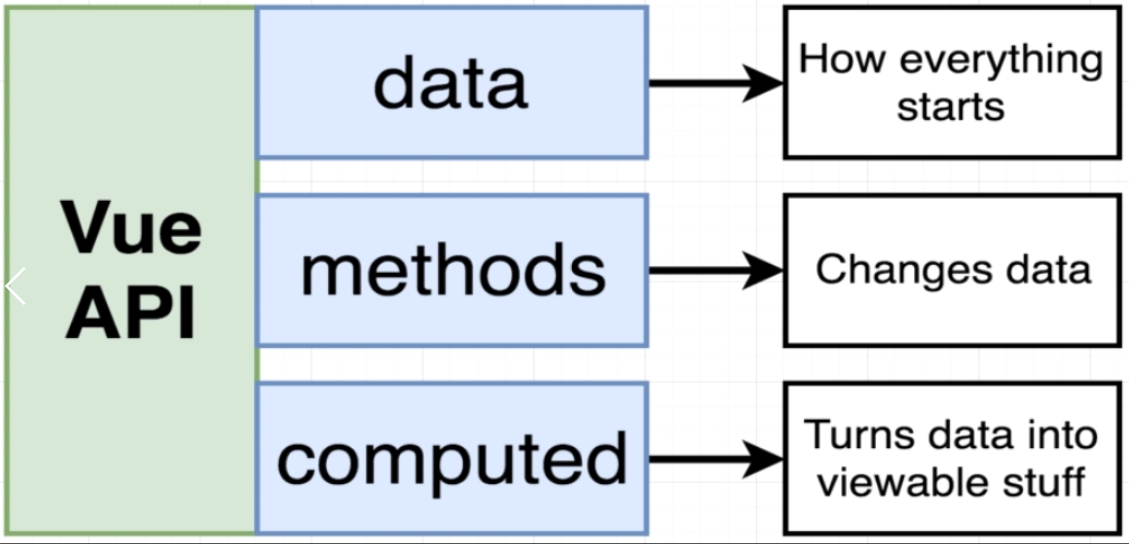 Vue
API
data
How everything
starts
methods
Changes data
computed
Turns data into
viewable stuff